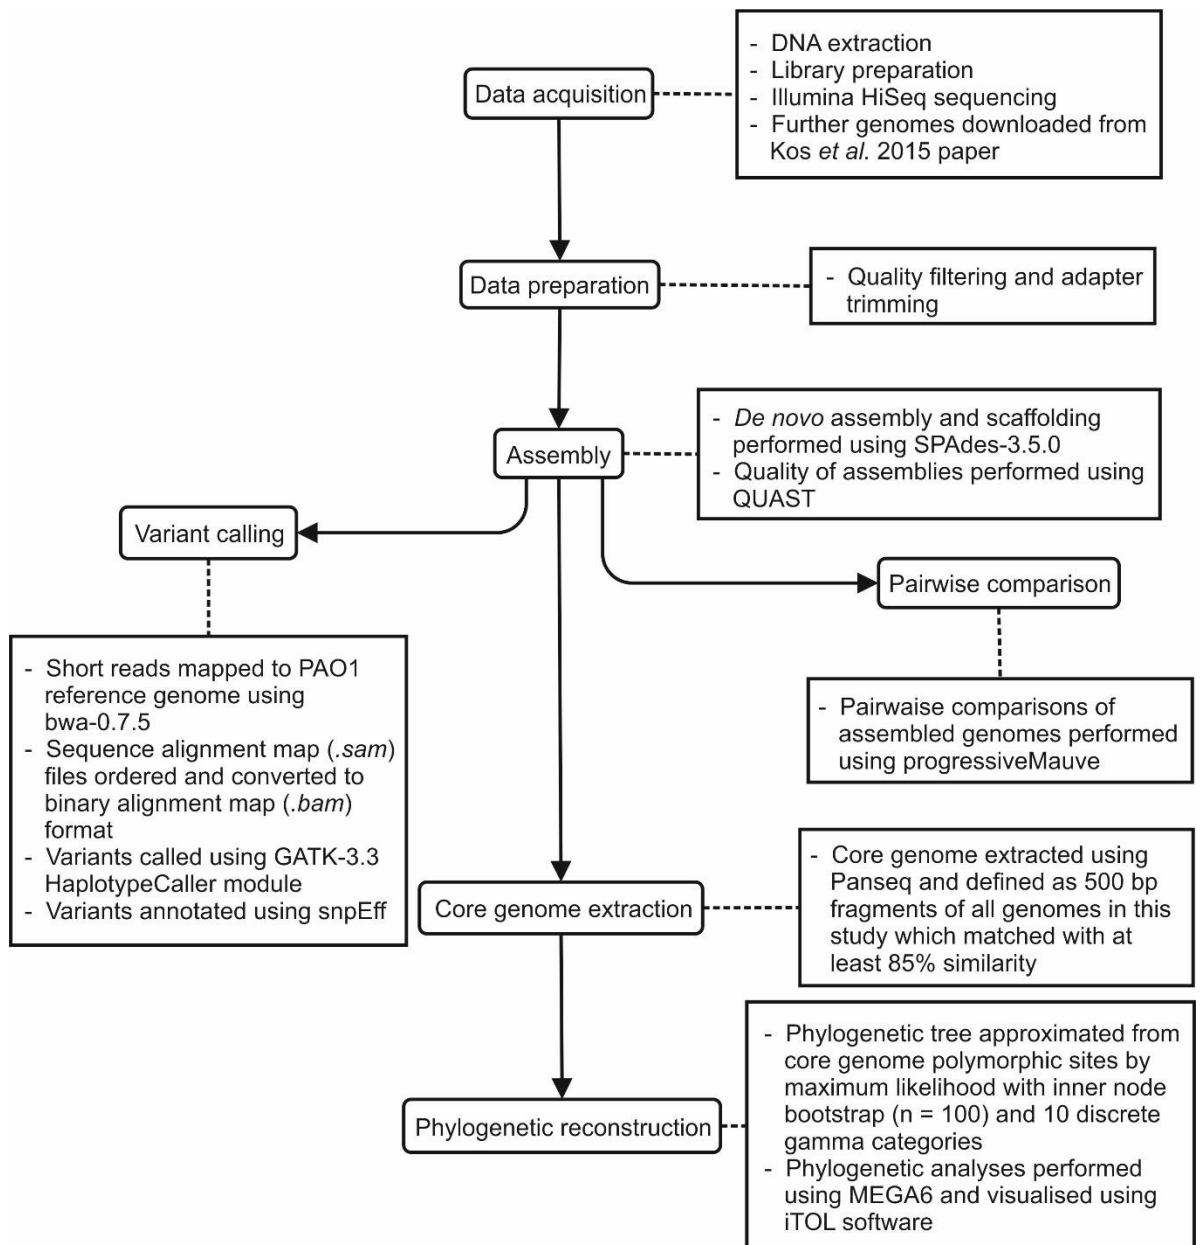 Data acquisition
- DNA extraction
- Library preparation
- Illumina HiSeq sequencing
- Further genomes downloaded from
Kos et al. 2015 paper
Data preparation
- Quality filtering and adapter
trimming
Assembly
- De novo assembly and scaffolding
performed using SPAdes-3.5.0
- Quality of assemblies performed using
QUAST
Variant calling
- Short reads mapped to PAO1
reference genome using
bwa-0.7.5
- Sequence alignment map (.sam)
files ordered and converted to
binary alignment map (.bam)
format
- Variants called using GATK-3.3
HaplotypeCaller module
- Variants annotated using snpEff
Pairwise comparison
- Pairwaise comparisons of
assembled genomes performed
using progressiveMauve
Core genome extraction
- Core genome extracted using
Panseq and defined as 500 bp
fragments of all genomes in this
study which matched with at
least 85% similarity
Phylogenetic reconstruction
- Phylogenetic tree approximated from
core genome polymorphic sites by
maximum likelihood with inner node
bootstrap (n = 100) and 10 discrete
gamma categories
- Phylogenetic analyses performed
using MEGA6 and visualised using
iTOL software